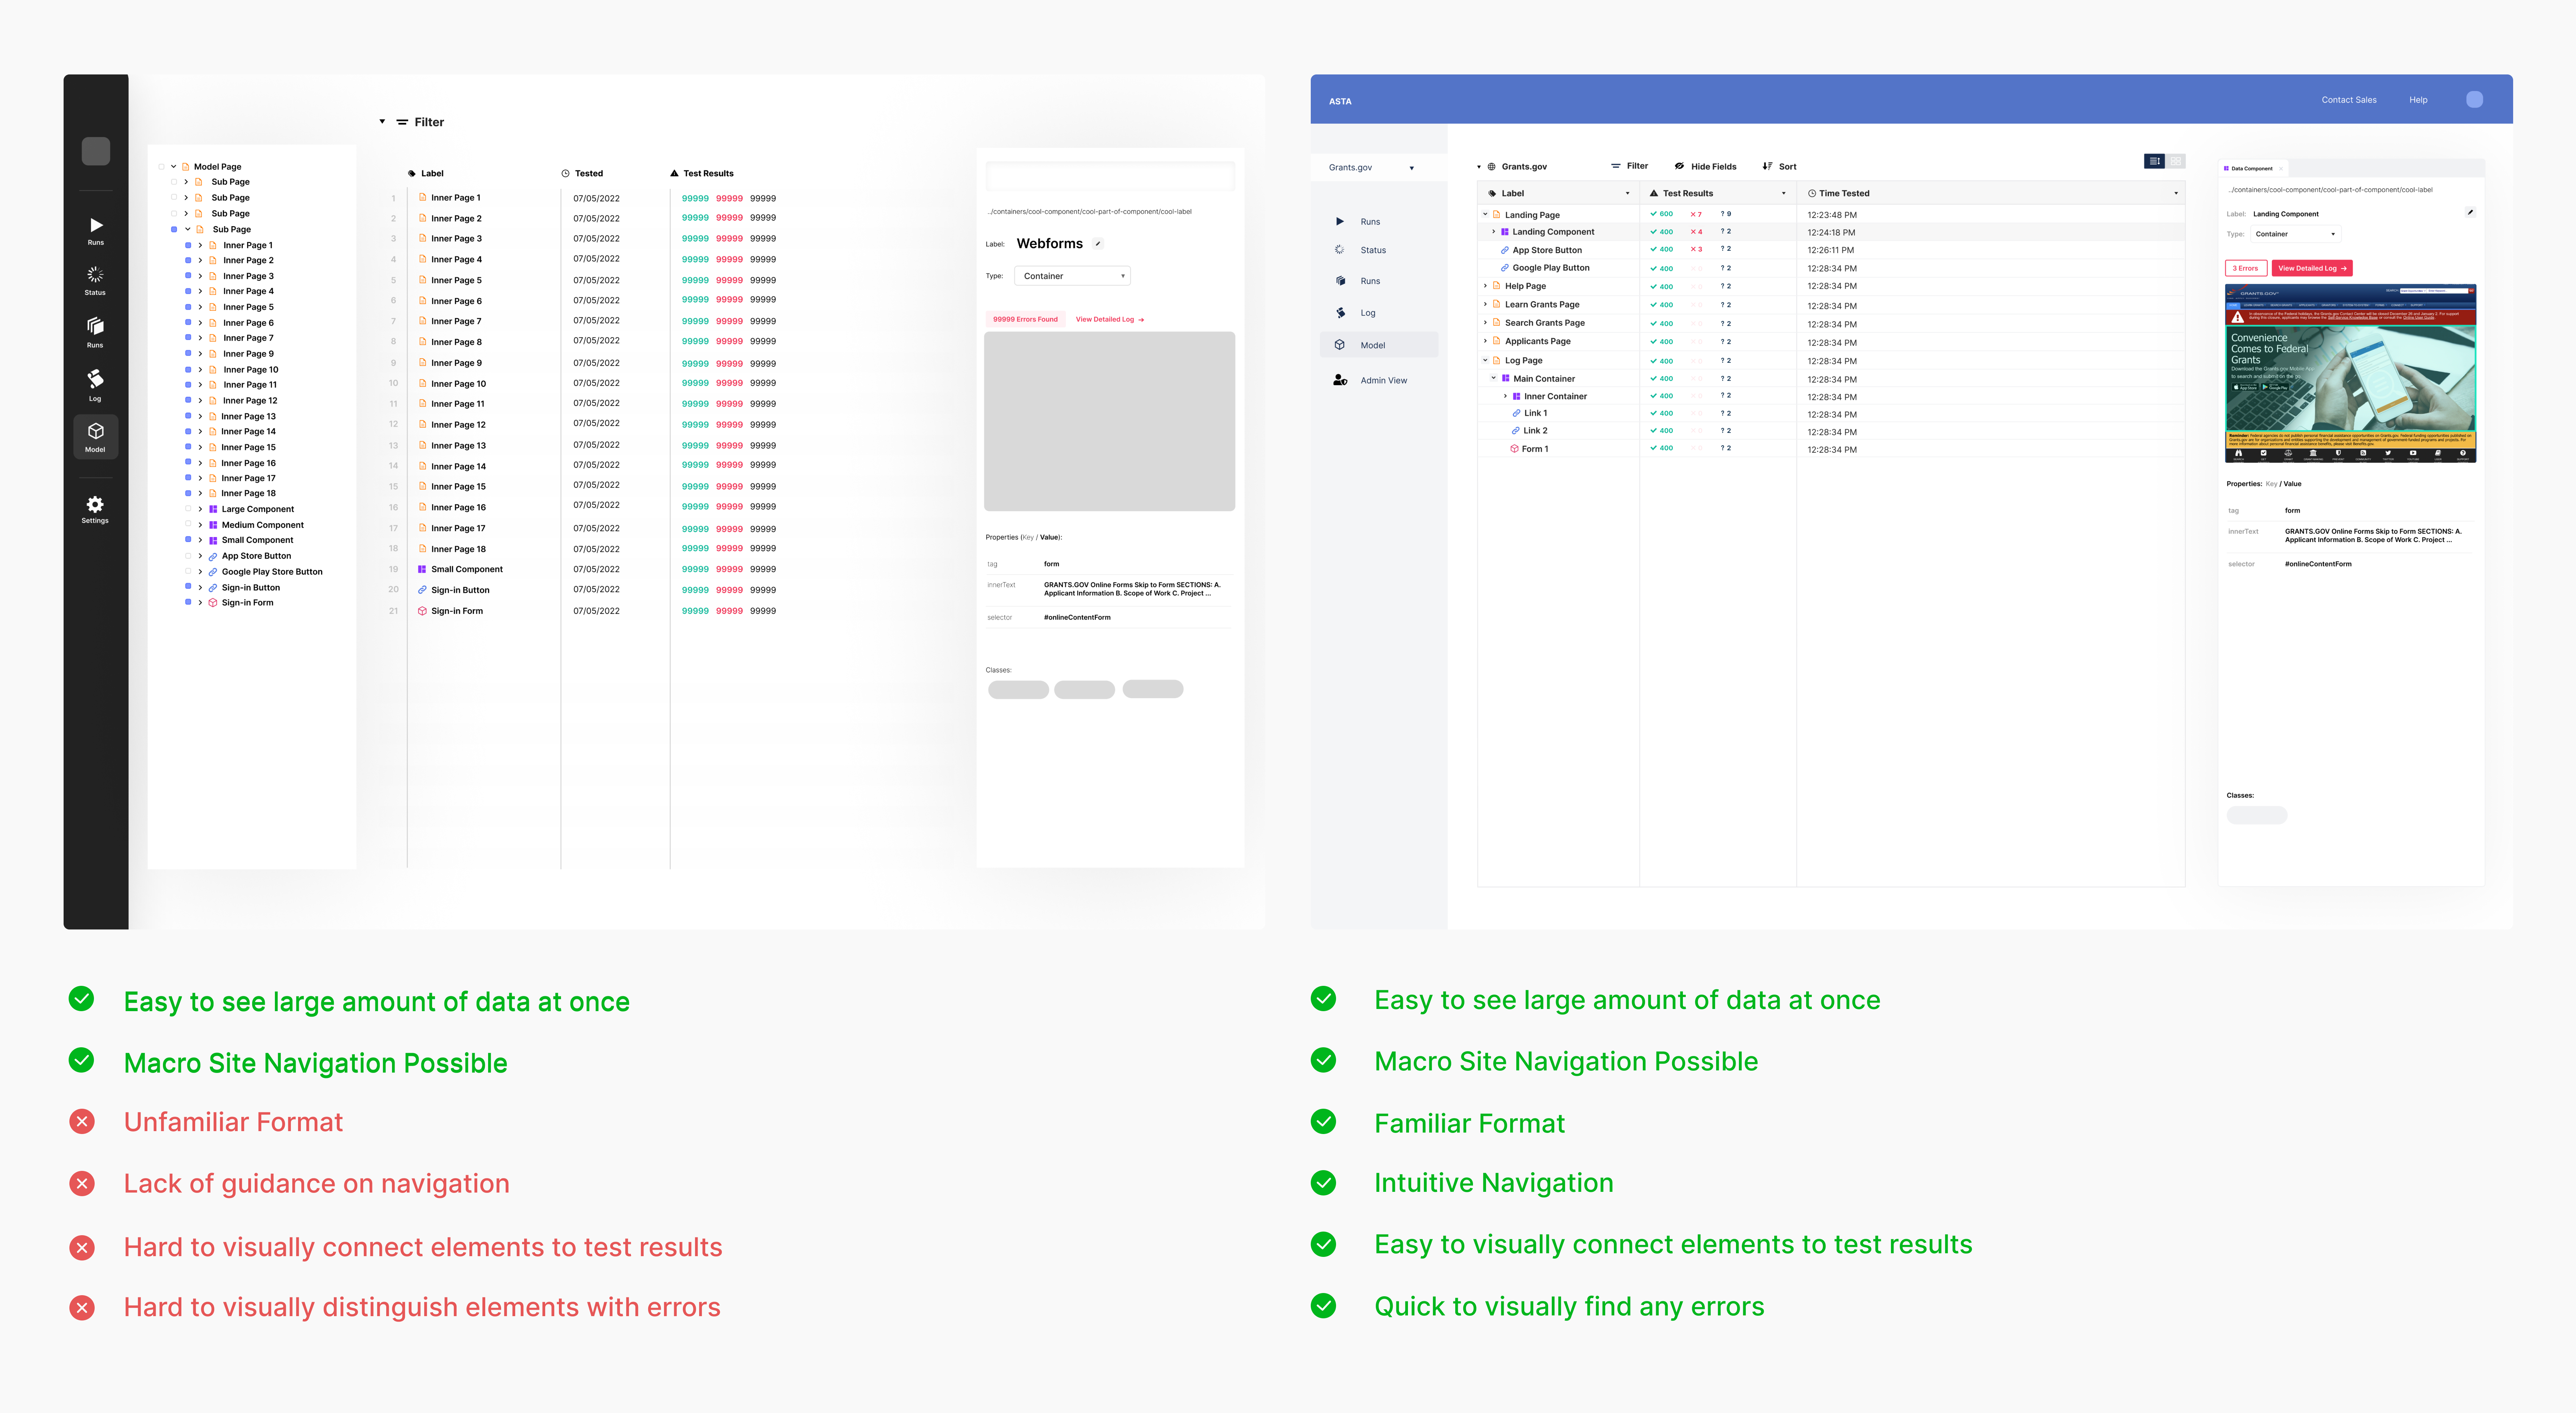 Runs
Status
Runs
Log
Model
Settings
Model Page
Sub Page
Sub Page
Sub Page
Sub Page
Inner Page 1
Inner Page 2
Inner Page 3
Inner Page 4
Inner Page 5
Inner Page 6
Inner Page 7
Inner Page 9
Inner Page 10
Inner Page 11
Inner Page 12
Inner Page 13
Inner Page 14
Inner Page 15
Inner Page 16
Inner Page 17
Inner Page 18
Large Component
Medium Component
Small Component
App Store Button
Google Play Store Button
Sign-in Button
Sign-in Form
Filter
Label Tested Test Results
1 Inner Page 1 07/05/2022 99999 99999 99999
2 Inner Page 2 07/05/2022 99999 99999 99999
3 Inner Page 3 07/05/2022 99999 99999 99999
4 Inner Page 4 07/05/2022 99999 99999 99999
5 Inner Page 5 07/05/2022 99999 99999 99999
6 Inner Page 6 07/05/2022 99999 99999 99999
7 Inner Page 7 07/05/2022 99999 99999 99999
8 Inner Page 8 07/05/2022 99999 99999 99999
9 Inner Page 9 07/05/2022 99999 99999 99999
10 Inner Page 10 07/05/2022 99999 99999 99999
11 Inner Page 11 07/05/2022 99999 99999 99999
12 Inner Page 12 07/05/2022 99999 99999 99999
13 Inner Page 13 07/05/2022 99999 99999 99999
14 Inner Page 14 07/05/2022 99999 99999 99999
15 Inner Page 15 07/05/2022 99999 99999 99999
16 Inner Page 16 07/05/2022 99999 99999 99999
17 Inner Page 17 07/05/2022 99999 99999 99999
18 Inner Page 18 07/05/2022 99999 99999 99999
19 Small Component 07/05/2022 99999 99999 99999
20 Sign-in Button 07/05/2022 99999 99999 99999
21 Sign-in Form 07/05/2022 99999 99999 99999
../containers/cool-component/cool-part-of-component/cool-label
Label: Webforms
Type: Container
99999 Errors Found View Detailed Log →
Properties (Key / Value):
tag form
innerText GRANTS.GOV Online Forms Skip to Form SECTIONS: A.
Applicant Information B. Scope of Work C. Project ...
selector #onlineContentForm
Classes:
Easy to see large amount of data at once
Macro Site Navigation Possible
Unfamiliar Format
Lack of guidance on navigation
Hard to visually connect elements to test results
Hard to visually distinguish elements with errors
ASTA Contact Sales Help
Grants.gov
Runs
Status
Runs
Log
Model
Admin View
Grants.gov Filter Hide Fields Sort
Label Test Results Time Tested
Landing Page 600 7 ? 9 12:23:48 PM
Landing Component 400 4 ? 2 12:24:18 PM
App Store Button 400 3 ? 2 12:26:11 PM
Google Play Button 400 ? 2 12:28:34 PM
Help Page 400 ? 2 12:28:34 PM
Learn Grants Page 400 ? 2 12:28:34 PM
Search Grants Page 400 ? 2 12:28:34 PM
Applicants Page 400 ? 2 12:28:34 PM
Log Page 400 ? 2 12:28:34 PM
Main Container 400 ? 2 12:28:34 PM
Inner Container 400 ? 2 12:28:34 PM
Link 1 400 ? 2 12:28:34 PM
Link 2 400 ? 2 12:28:34 PM
Form 1 400 ? 2 12:28:34 PM
Data Component
../containers/cool-component/cool-part-of-component/cool-label
Label: Landing Component
Type: Container
3 Errors View Detailed Log →
GRANTS.GOV
Convenience
Comes to Federal
Grants
Download the Grants.gov Mobile App
to search and submit on the go
App Store Google Play
Properties: Key / Value
tag form
innerText GRANTS.GOV Online Forms Skip to Form SECTIONS: A.
Applicant Information B. Scope of Work C. Project ...
selector #onlineContentForm
Classes:
Easy to see large amount of data at once
Macro Site Navigation Possible
Familiar Format
Intuitive Navigation
Easy to visually connect elements to test results
Quick to visually find any errors